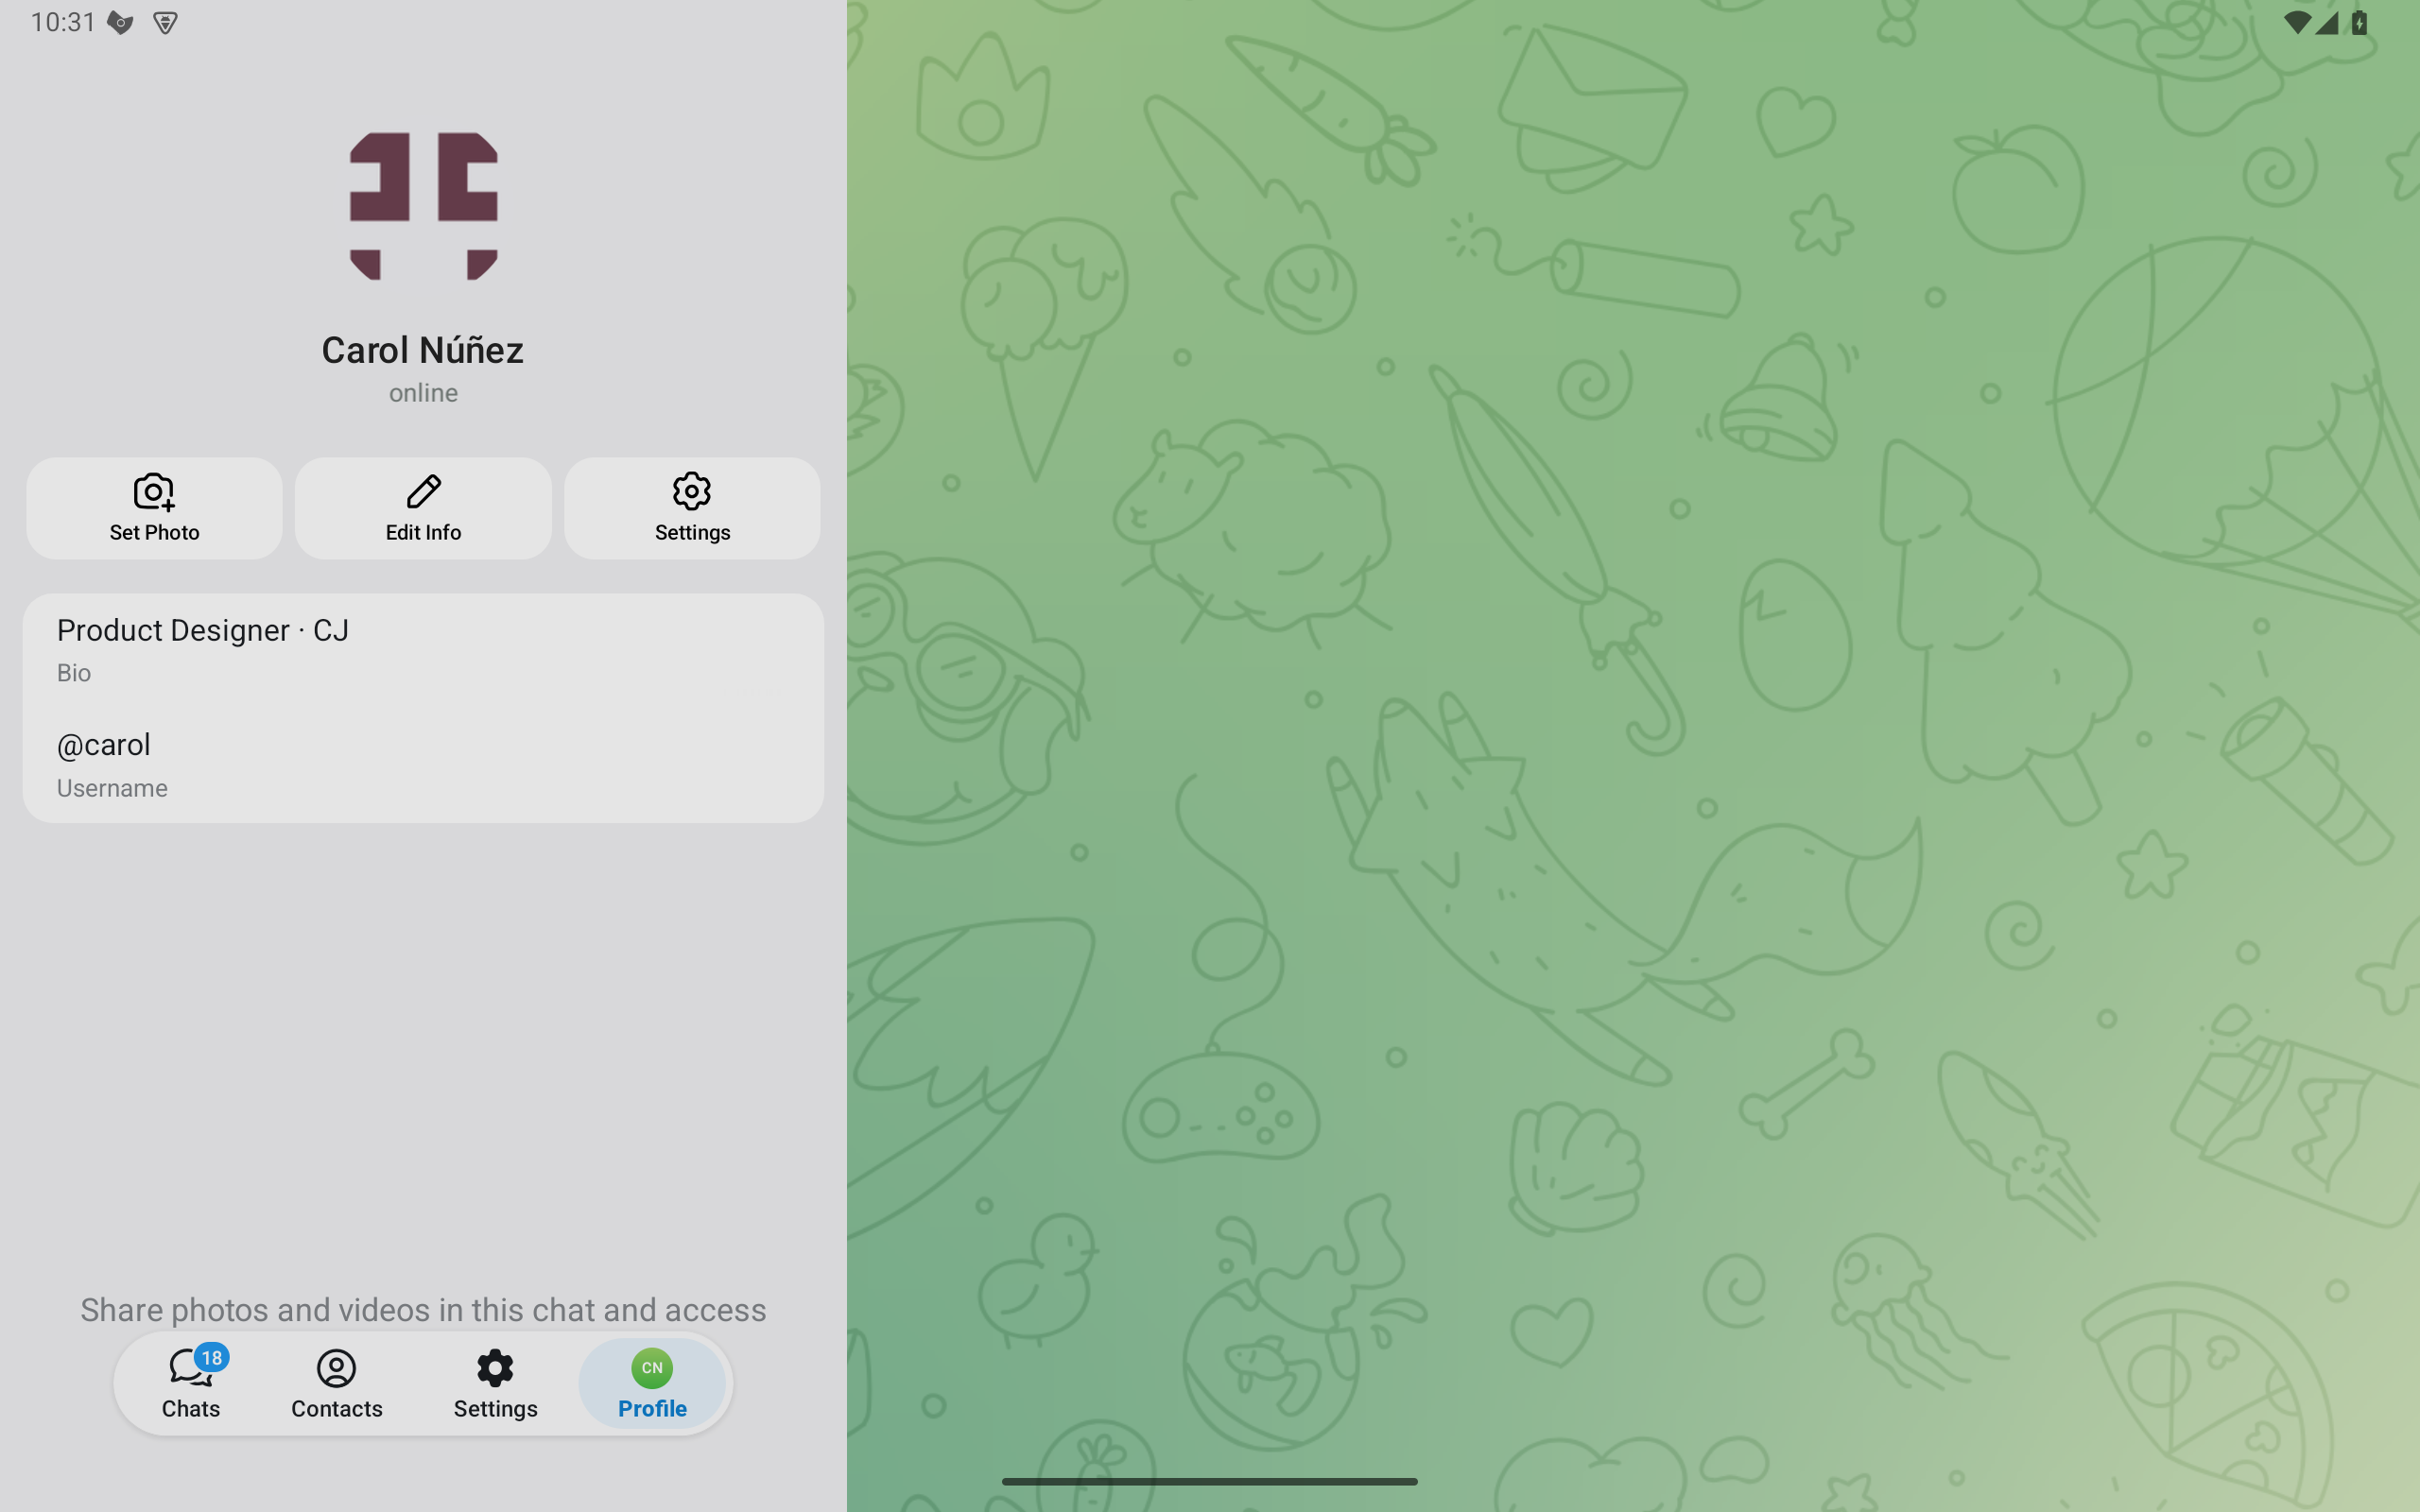 10:31
Carol Núñez
online
Set Photo
Edit Info
Settings
Product Designer · CJ
Bio
@carol
Username
Share photos and videos in this chat and access
18
CN
Chats
Contacts
Settings
Profile